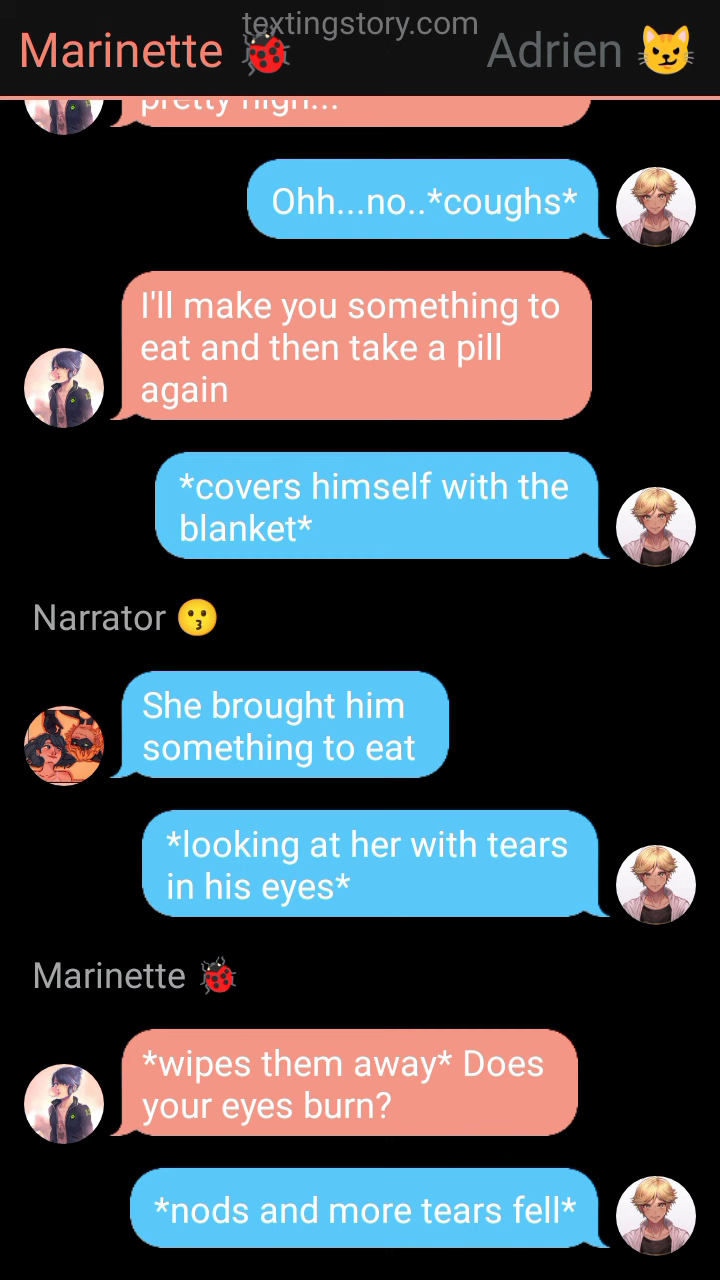 textingstory.com
Marinette 🐞 Adrien 😼
pretty high...
Ohh...no..*coughs*
I'll make you something to
eat and then take a pill
again
*covers himself with the
blanket*
Narrator 😗
She brought him
something to eat
*looking at her with tears
in his eyes*
Marinette 🐞
*wipes them away* Does
your eyes burn?
*nods and more tears fell*